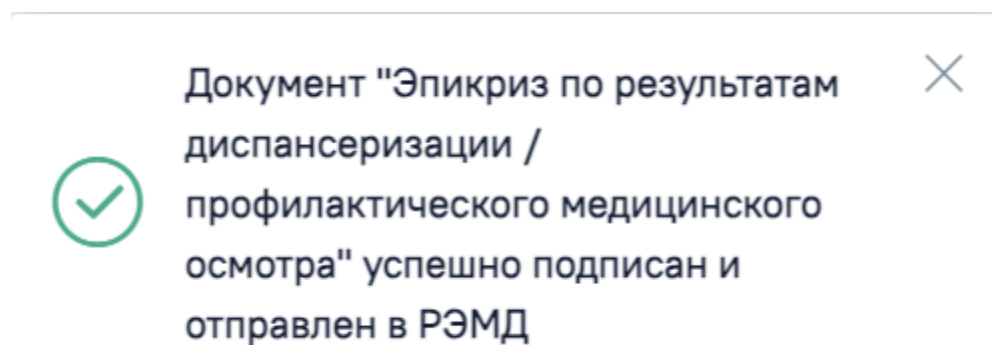 Документ "Эпикриз по результатам
диспансеризации /
профилактического медицинского
осмотра" успешно подписан и
отправлен в РЭМД